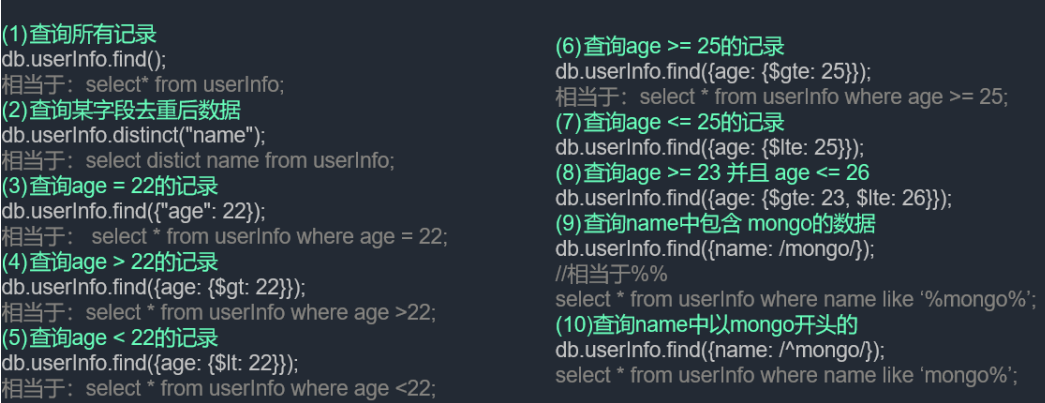 (1)查询所有记录
db.userInfo.find();
相当于：select* from userInfo;
(2)查询某字段去重后数据
db.userInfo.distinct("name");
相当于：select distict name from userInfo;
(3)查询age = 22的记录
db.userInfo.find({"age": 22});
相当于： select * from userInfo where age = 22;
(4)查询age > 22的记录
db.userInfo.find({age: {$gt: 22}});
相当于：select * from userInfo where age >22;
(5)查询age < 22的记录
db.userInfo.find({age: {$lt: 22}});
相当于：select * from userInfo where age <22;
(6)查询age >= 25的记录
db.userInfo.find({age: {$gte: 25}});
相当于：select * from userInfo where age >= 25;
(7)查询age <= 25的记录
db.userInfo.find({age: {$lte: 25}});
(8)查询age >= 23 并且 age <= 26
db.userInfo.find({age: {$gte: 23, $lte: 26}});
(9)查询name中包含 mongo的数据
db.userInfo.find({name: /mongo/});
//相当于%%
select * from userInfo where name like ‘%mongo%’;
(10)查询name中以mongo开头的
db.userInfo.find({name: /^mongo/});
select * from userInfo where name like ‘mongo%’;